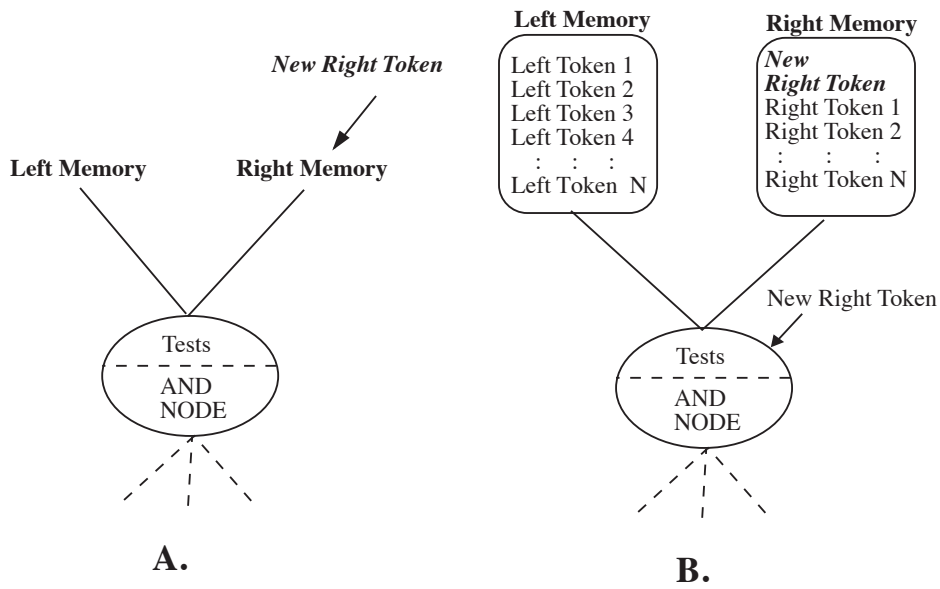 New Right Token
Left Memory
Right Memory
Tests
AND
NODE
A.
Left Memory
Left Token 1
Left Token 2
Left Token 3
Left Token 4
: : :
Left Token N
Right Memory
New
Right Token
Right Token 1
Right Token 2
: : :
Right Token N
New Right Token
Tests
AND
NODE
B.